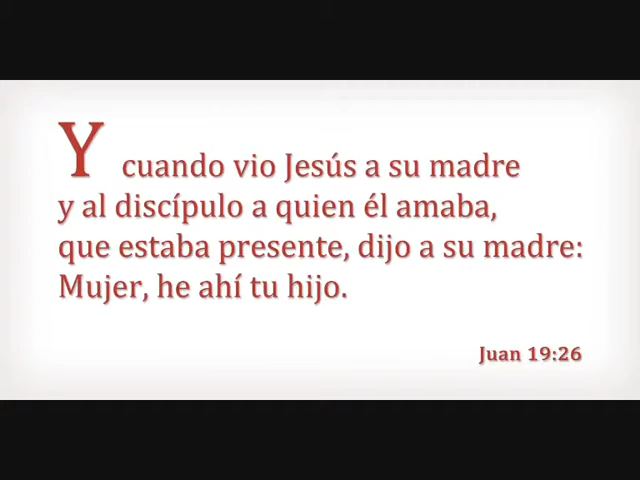 Y cuando vio Jesús a su madre
y al discípulo a quien él amaba,
que estaba presente, dijo a su madre:
Mujer, he ahí tu hijo.
Juan 19:26